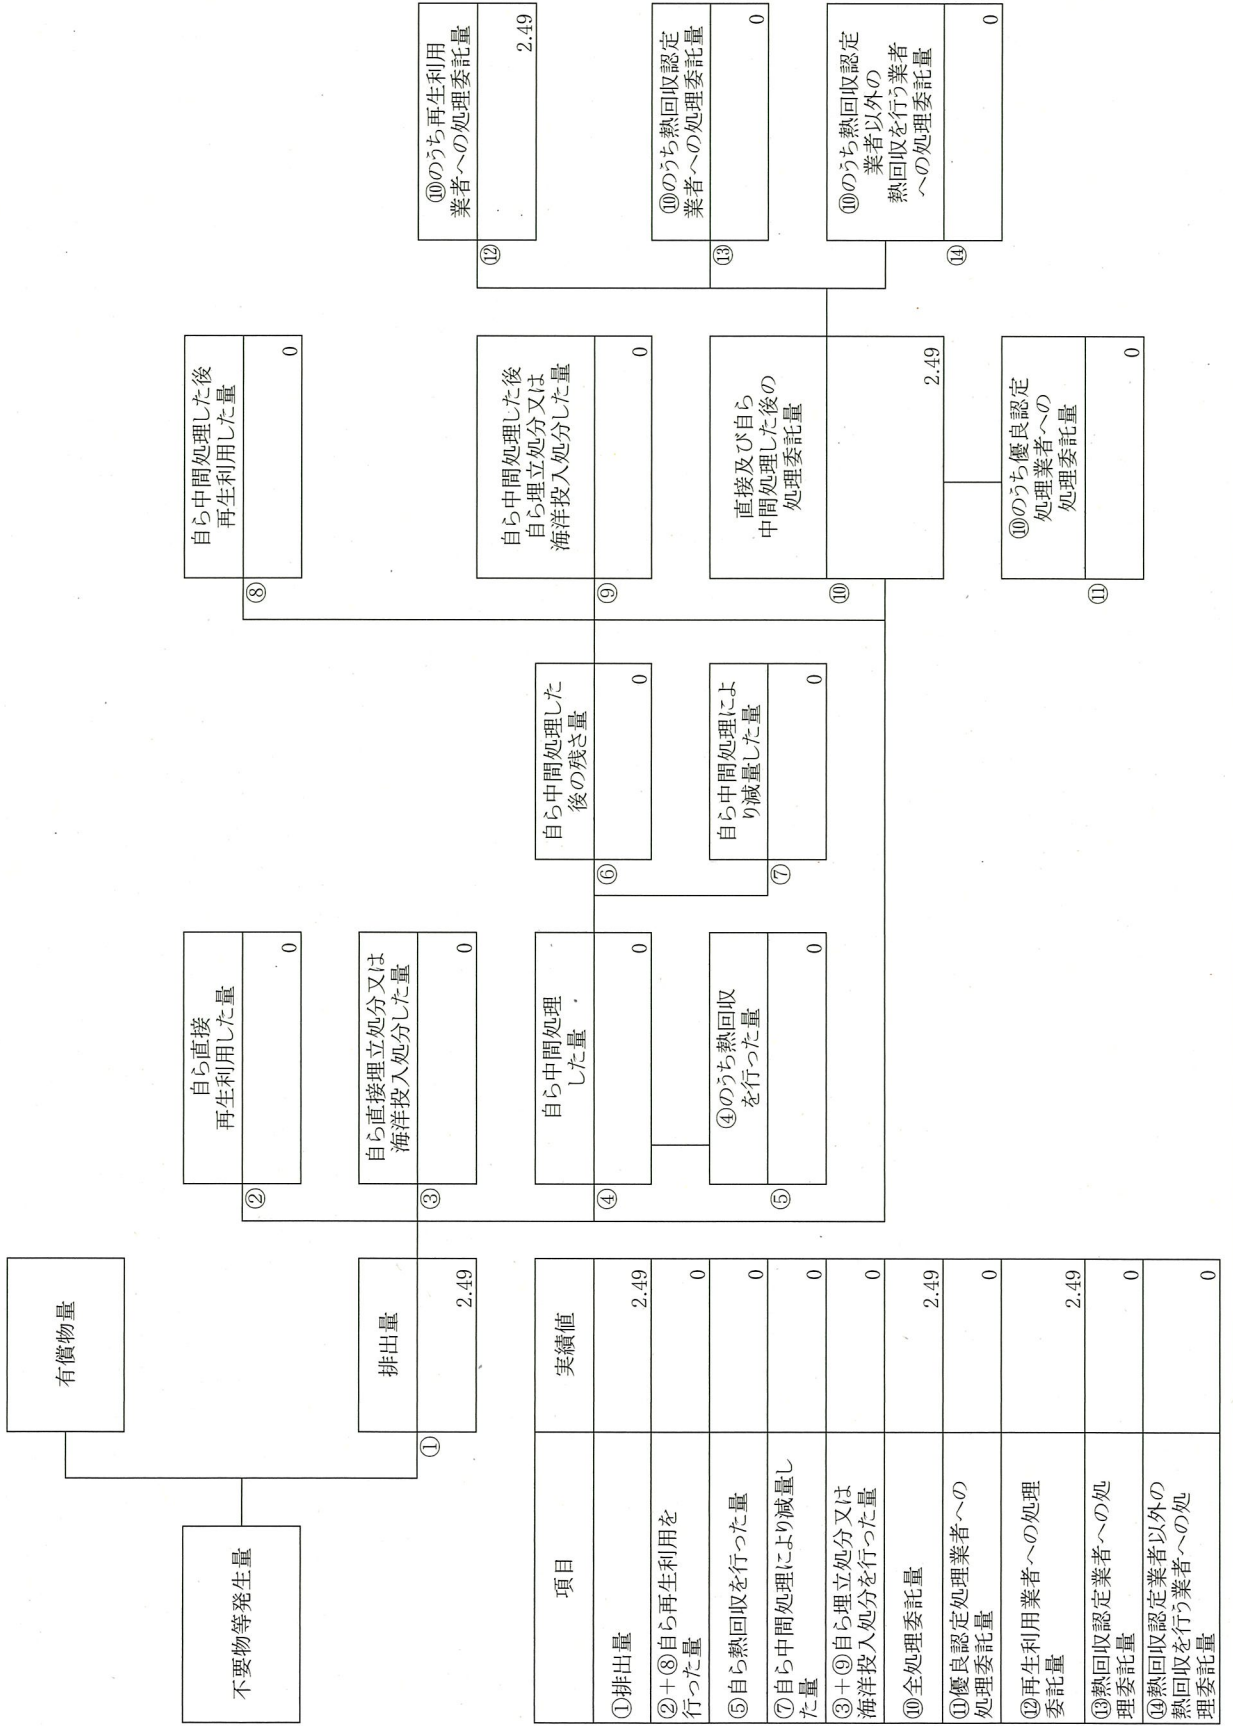 不要物等発生量
有償物量
①
排出量
2.49
②
自ら直接
再生利用した量
0
③
自ら直接埋立処分又は
海洋投入処分した量
0
④
自ら中間処理
した量
0
⑤
④のうち熱回収
を行った量
0
⑥
自ら中間処理した
後の残さ量
0
⑦
自ら中間処理によ
り減量した量
0
⑧
自ら中間処理した後
再生利用した量
0
⑨
自ら中間処理した後
自ら埋立処分又は
海洋投入処分した量
0
⑩
直接及び自ら
中間処理した後の
処理委託量
2.49
⑪
⑩のうち優良認定
処理業者への
処理委託量
0
⑫
⑩のうち再生利用
業者への処理委託量
2.49
⑬
⑩のうち熱回収認定
業者への処理委託量
0
⑭
⑩のうち熱回収認定
業者以外の
熱回収を行う業者
への処理委託量
0
項目 実績値
①排出量 2.49
②+⑧自ら再生利用を
行った量 0
⑤自ら熱回収を行った量 0
⑦自ら中間処理により減量し
た量 0
③+⑨自ら埋立処分又は
海洋投入処分を行った量 0
⑩全処理委託量 2.49
⑪優良認定処理業者への
処理委託量 0
⑫再生利用業者への処理
委託量 2.49
⑬熱回収認定業者への処
理委託量 0
⑭熱回収認定業者以外の
熱回収を行う業者への処
理委託量 0